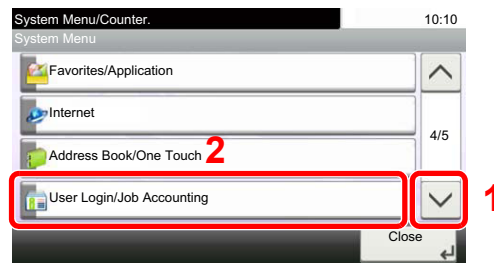 System Menu/Counter. 10:10
System Menu
Favorites/Application
Internet
4/5
Address Book/One Touch 2
User Login/Job Accounting
1
Close